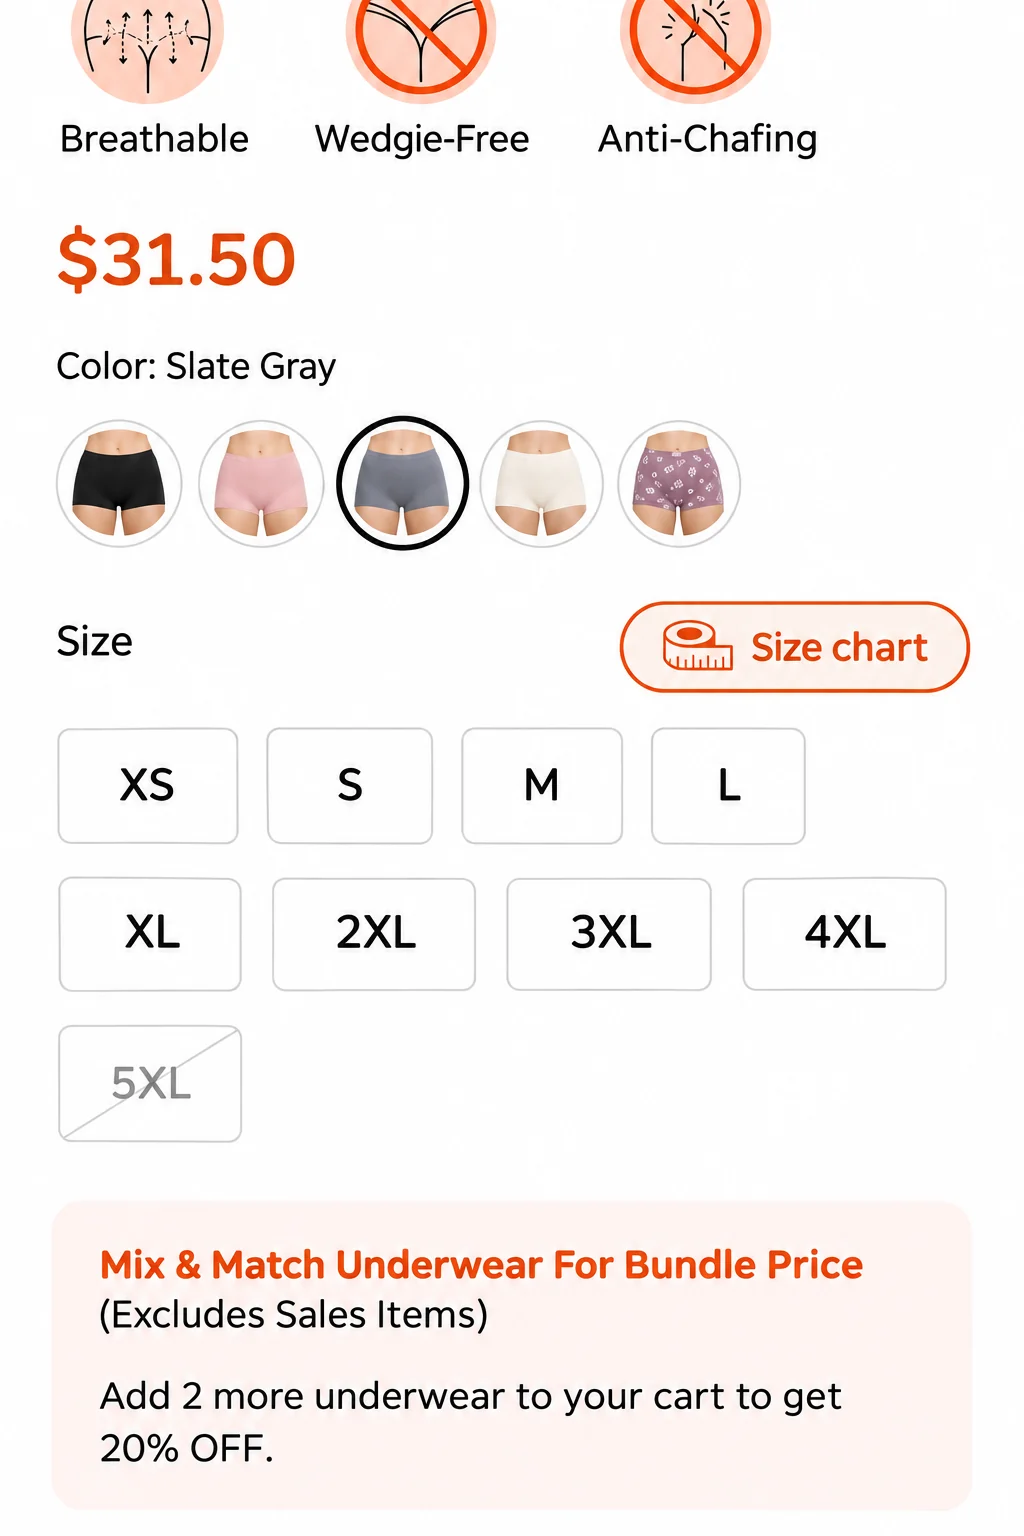 Breathable
Wedgie-Free
Anti-Chafing
$31.50
Color: Slate Gray
Size
Size chart
XS
S
M
L
XL
2XL
3XL
4XL
5XL
Mix & Match Underwear For Bundle Price
(Excludes Sales Items)
Add 2 more underwear to your cart to get
20% OFF.